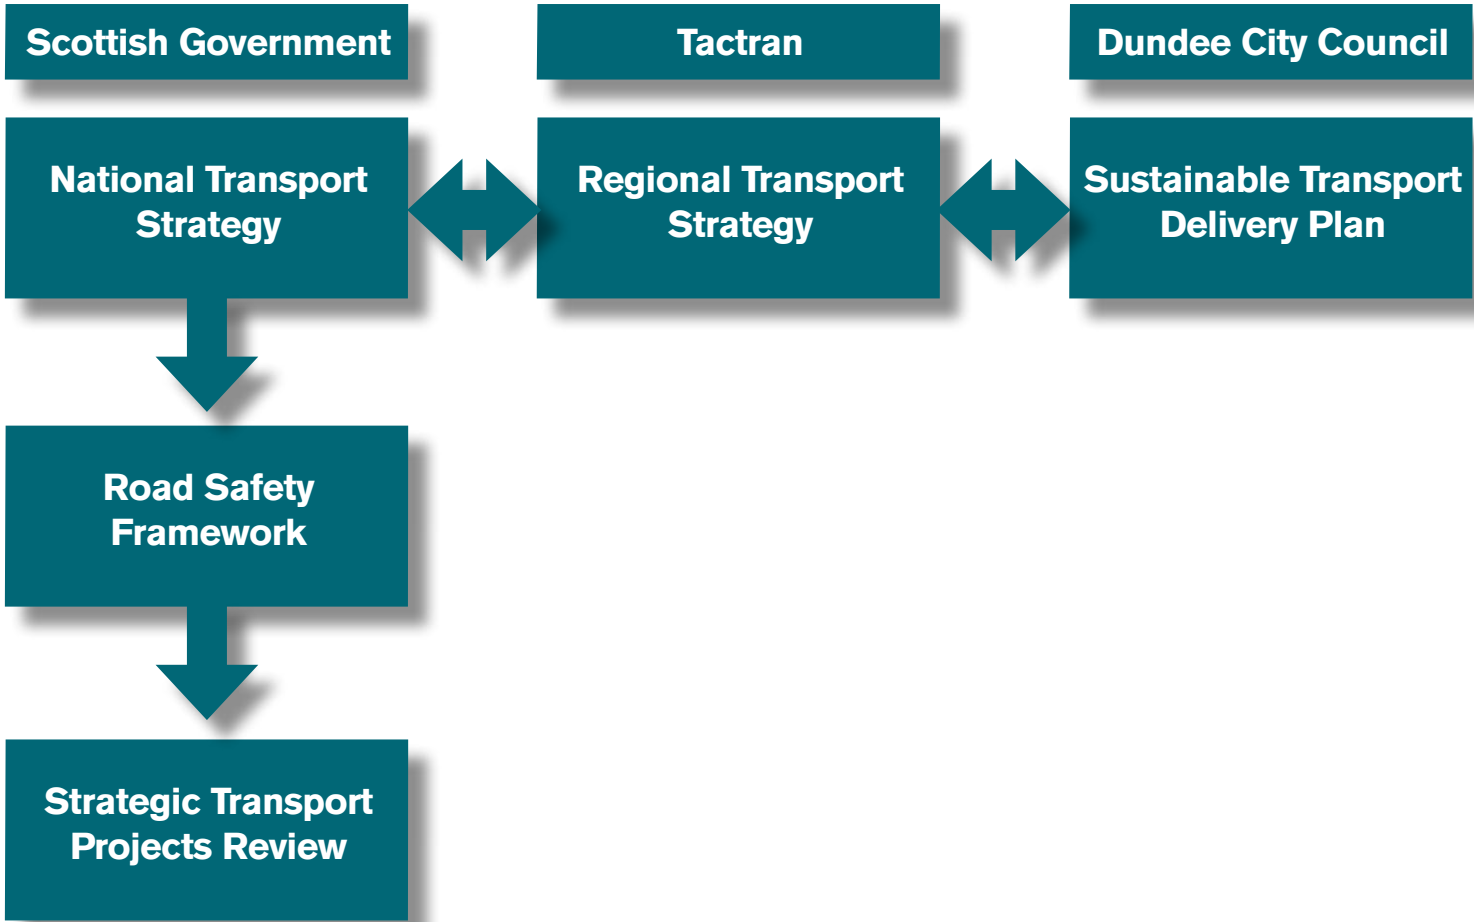 Scottish Government
Tactran
Dundee City Council
National Transport
Strategy
Regional Transport
Strategy
Sustainable Transport
Delivery Plan
Road Safety
Framework
Strategic Transport
Projects Review